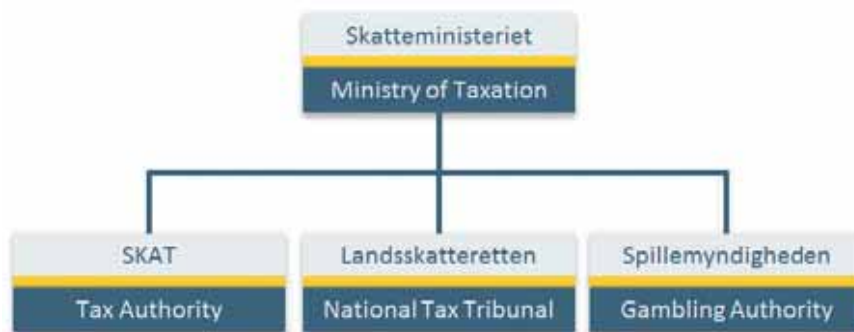 Skatteministeriet
Ministry of Taxation
SKAT
Tax Authority
Landsskatteretten
National Tax Tribunal
Spillemyndigheden
Gambling Authority